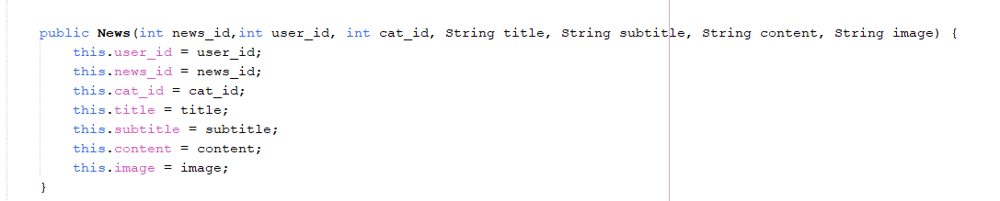 public News(int news_id,int user_id, int cat_id, String title, String subtitle, String content, String image) {
this.user_id = user_id;
this.news_id = news_id;
this.cat_id = cat_id;
this.title = title;
this.subtitle = subtitle;
this.content = content;
this.image = image;
}